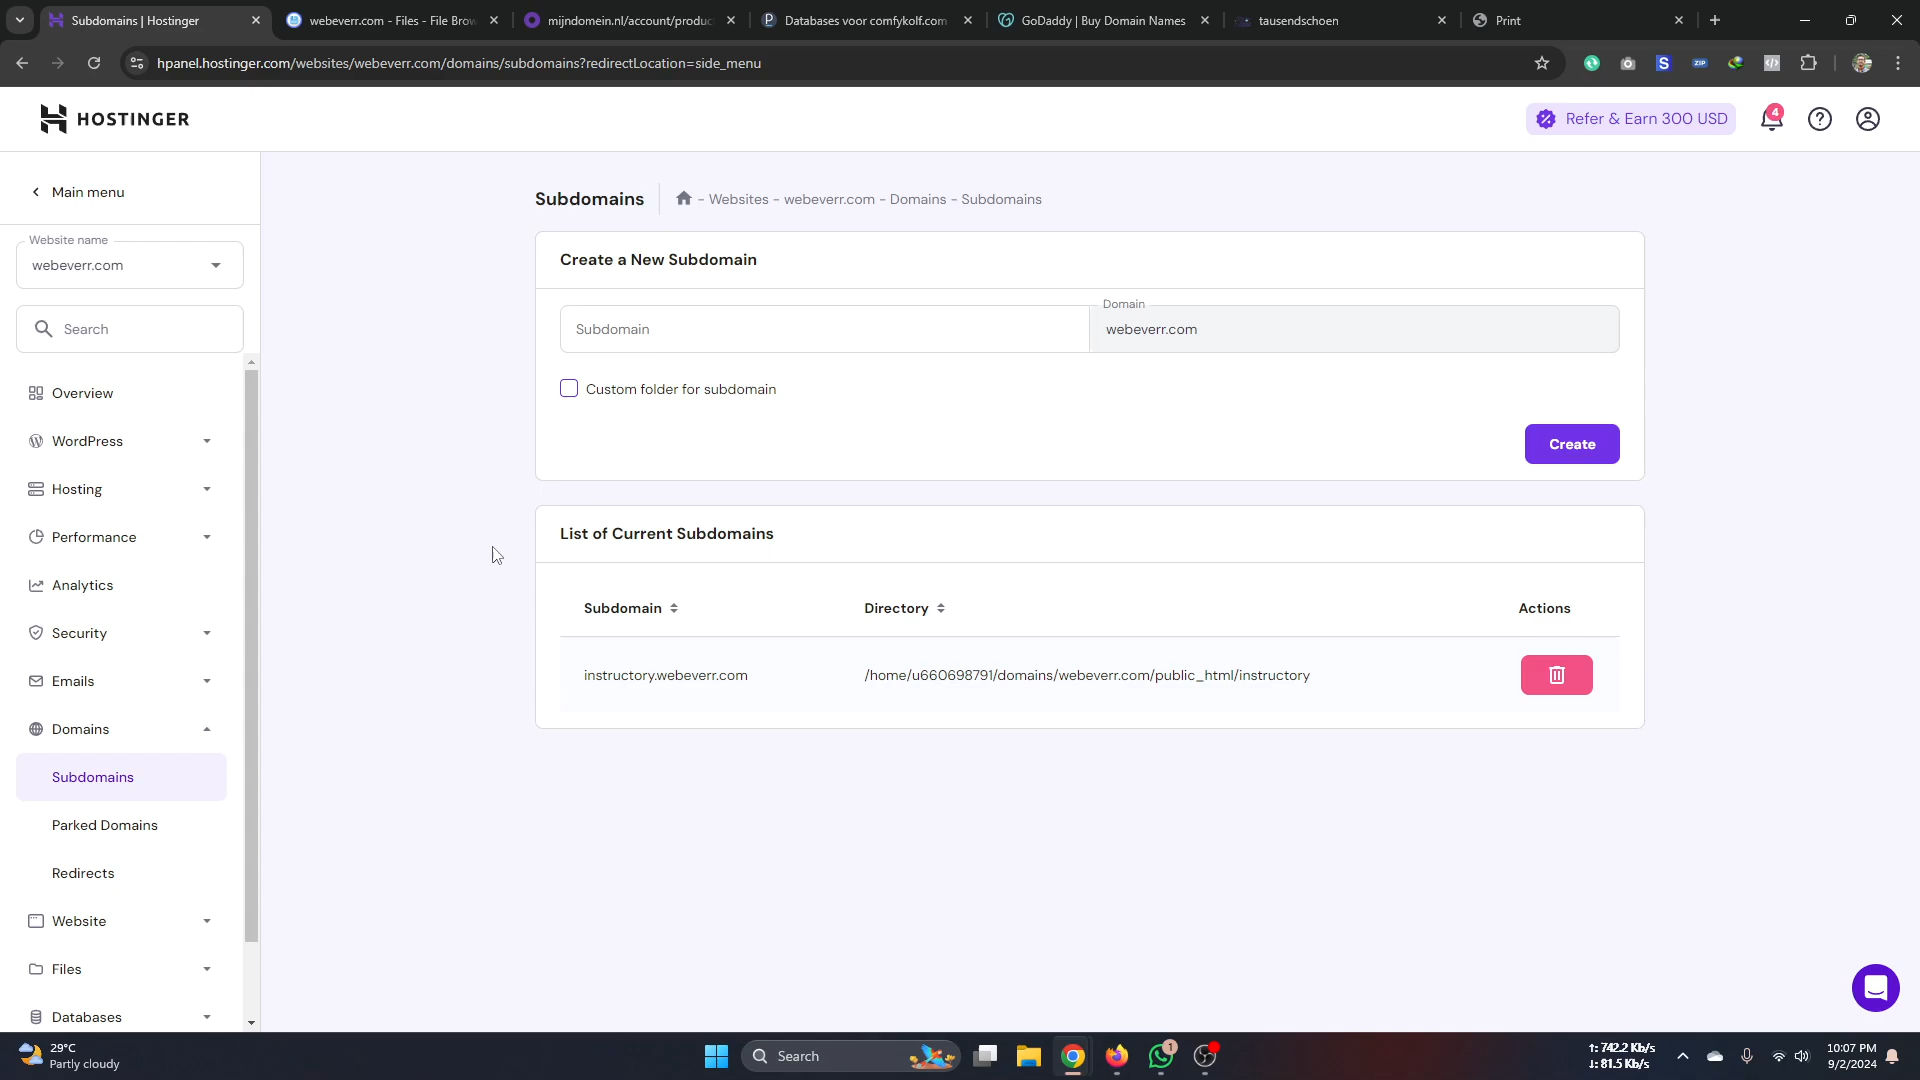 Subdomains | Hostinger
webeverr.com - Files - File Brow
mijndomein.nl/account/produc
Databases voor comfykolf.com
GoDaddy | Buy Domain Names
tausendschoen
Print
hpanel.hostinger.com/websites/webeverr.com/domains/subdomains?redirectLocation=side_menu
S
ZIP
HOSTINGER
Refer & Earn 300 USD
4
Main menu
Subdomains
- Websites - webeverr.com - Domains - Subdomains
Website name
webeverr.com
Create a New Subdomain
Search
Subdomain
Domain
webeverr.com
Custom folder for subdomain
Overview
WordPress
Create
Hosting
List of Current Subdomains
Performance
Analytics
Subdomain
Directory
Actions
Security
instructory.webeverr.com
/home/u660698791/domains/webeverr.com/public_html/instructory
Emails
Domains
Subdomains
Parked Domains
Redirects
Website
Files
Databases
29°C
Partly cloudy
Search
1
↑: 742.2 Kb/s
↓: 81.5 Kb/s
10:07 PM
9/2/2024